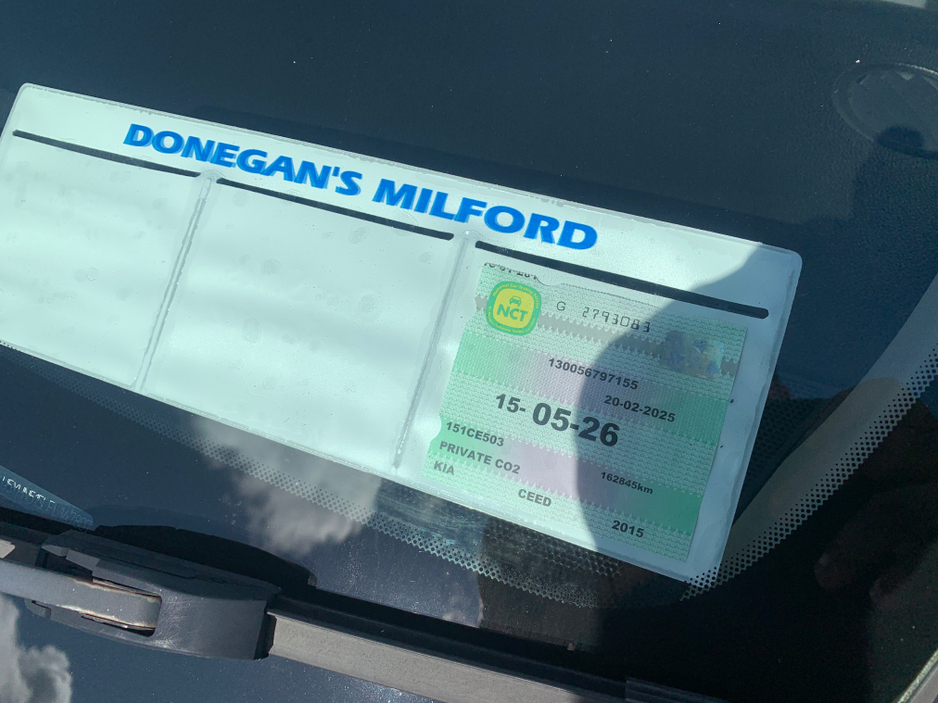 DONEGAN'S MILFORD
NCT
G 2793083
130056797155
20-02-2025
15-05-26
151CE503
PRIVATE CO2
162845km
KIA
CEED
2015